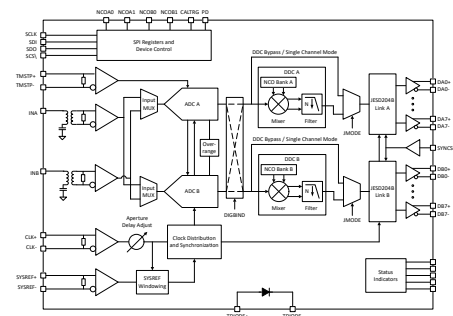 NCOA0 NCOA1 NCOB0 NCOB1 CALTRG PD
SCLK
SDI
SDO
SCS\
SPI Registers and
Device Control
DDC Bypass / Single Channel Mode
TMSTP+
TMSTP-
Input
MUX
ADC A
DDC A
NCO Bank A
N
Mixer
Filter
JMODE
JESD204B
Link A
DA0+
DA0-
DA7+
DA7-
INA
Over-
range
DDC Bypass / Single Channel Mode
SYNCS
INB
Input
MUX
ADC B
DIGBIND
DDC B
NCO Bank B
N
Mixer
Filter
JMODE
JESD204B
Link B
DB0+
DB0-
DB7+
DB7-
Aperture
Delay Adjust
CLK+
CLK-
Clock Distribution
and Synchronization
SYSREF+
SYSREF-
SYSREF
Windowing
Status
Indicators